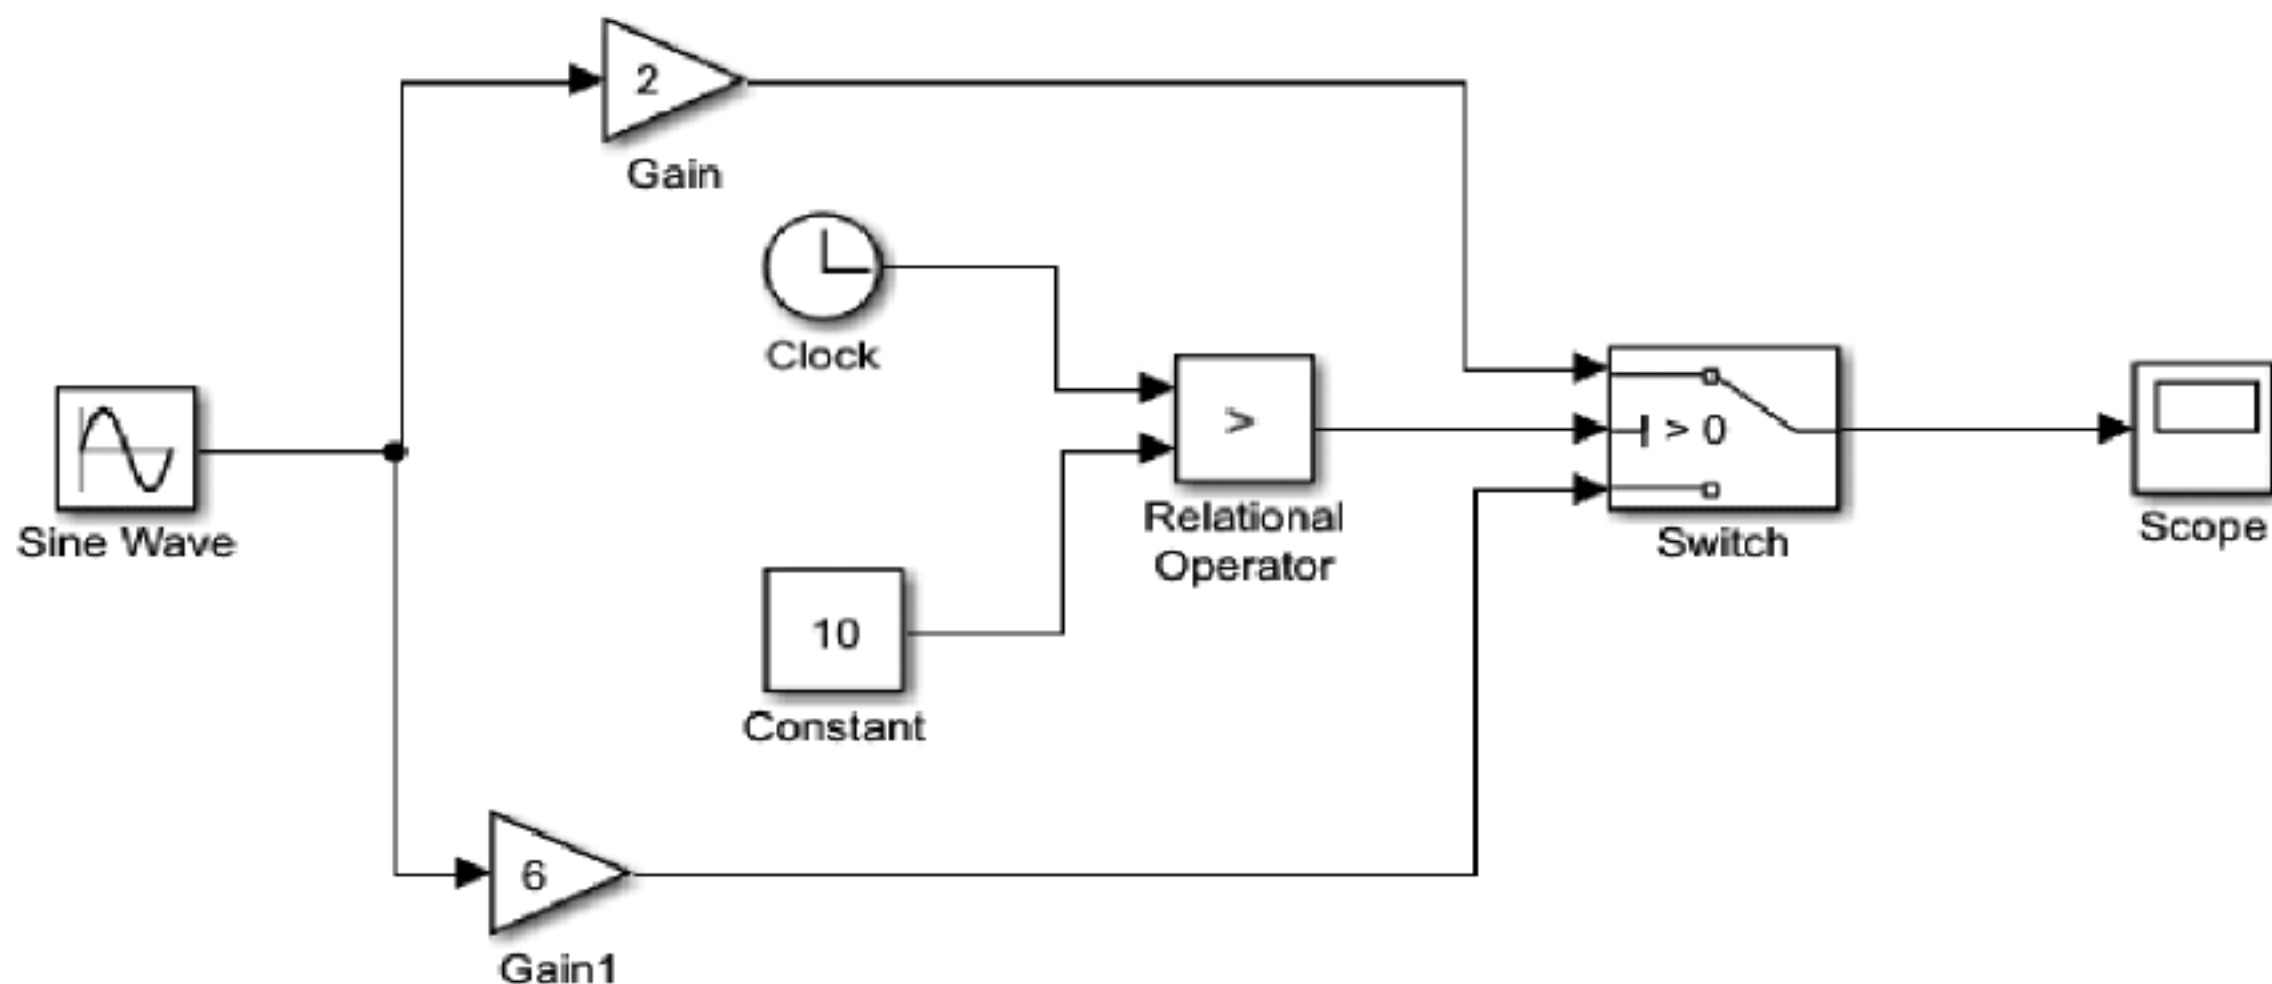 2
Gain
Clock
Sine Wave
>
Relational
Operator
> 0
Switch
Scope
10
Constant
6
Gain1